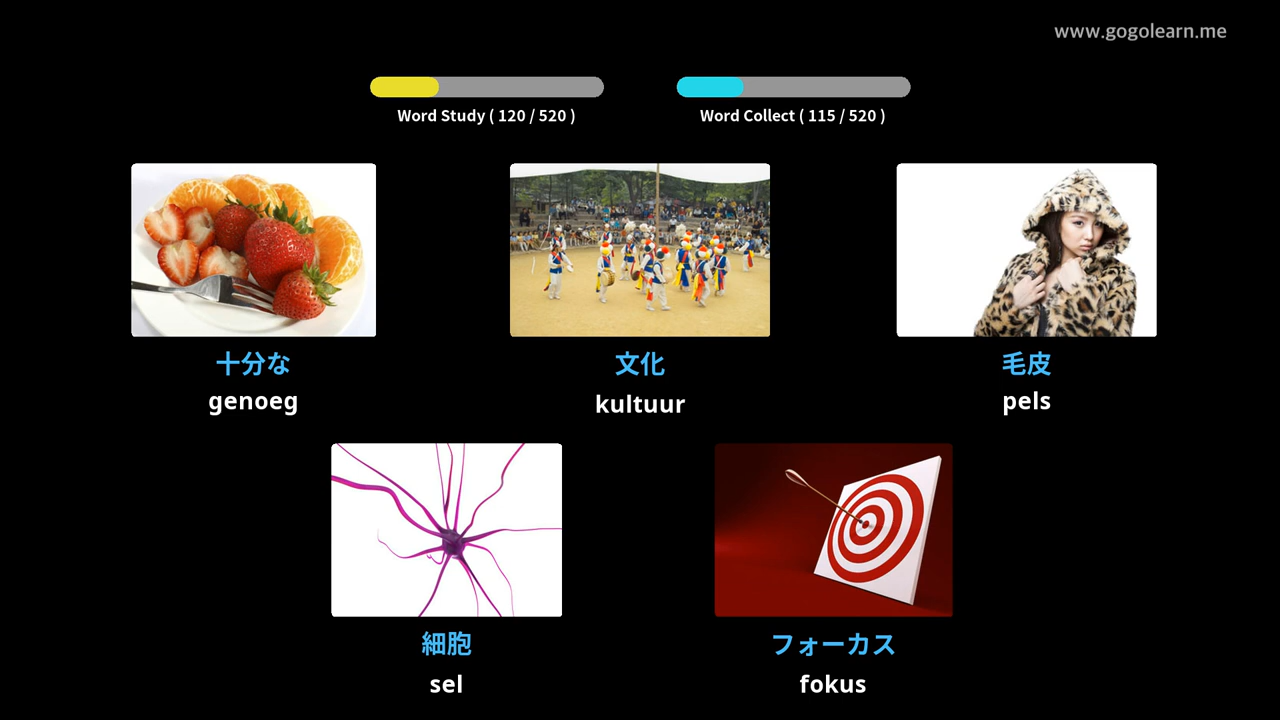 www.gogolearn.me
Word Study ( 120 / 520 )
Word Collect ( 115 / 520 )
十分な
genoeg
文化
kultuur
毛皮
pels
細胞
sel
フォーカス
fokus